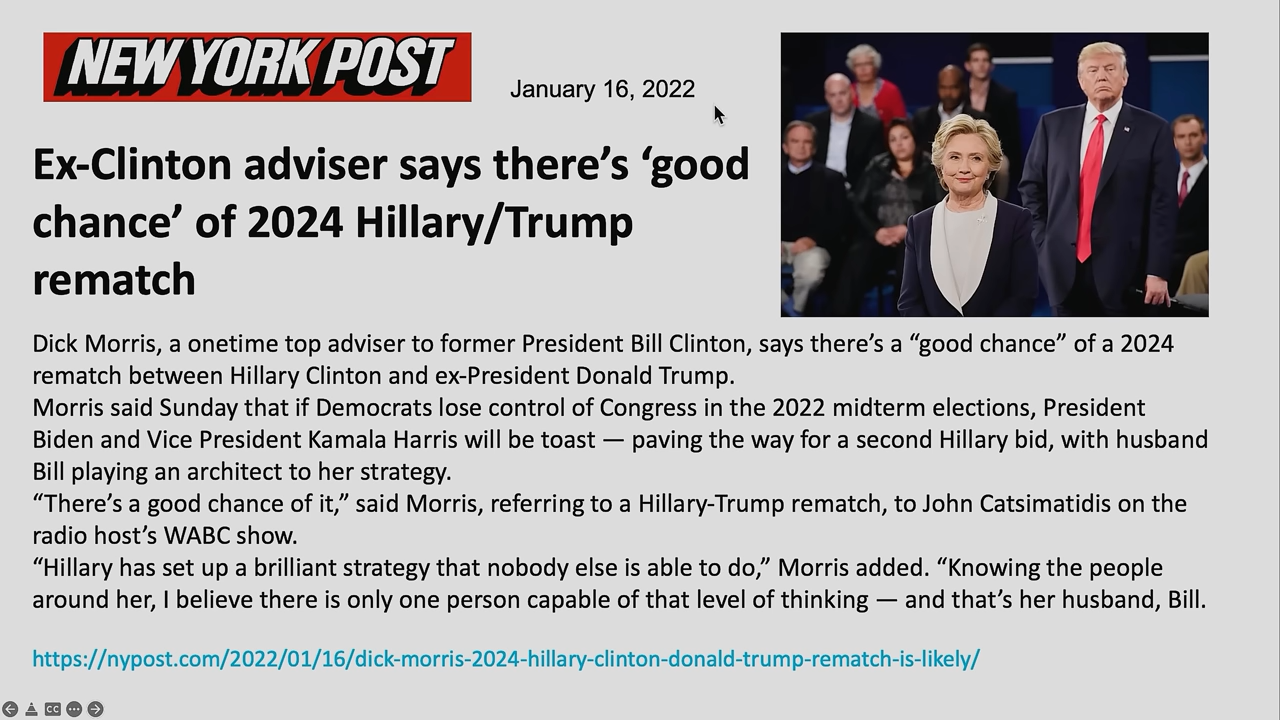 NEW YORK POST
January 16, 2022
Ex-Clinton adviser says there’s ‘good
chance’ of 2024 Hillary/Trump
rematch
Dick Morris, a onetime top adviser to former President Bill Clinton, says there’s a “good chance” of a 2024
rematch between Hillary Clinton and ex-President Donald Trump.
Morris said Sunday that if Democrats lose control of Congress in the 2022 midterm elections, President
Biden and Vice President Kamala Harris will be toast — paving the way for a second Hillary bid, with husband
Bill playing an architect to her strategy.
“There’s a good chance of it,” said Morris, referring to a Hillary-Trump rematch, to John Catsimatidis on the
radio host’s WABC show.
“Hillary has set up a brilliant strategy that nobody else is able to do,” Morris added. “Knowing the people
around her, I believe there is only one person capable of that level of thinking — and that’s her husband, Bill.
https://nypost.com/2022/01/16/dick-morris-2024-hillary-clinton-donald-trump-rematch-is-likely/
CC